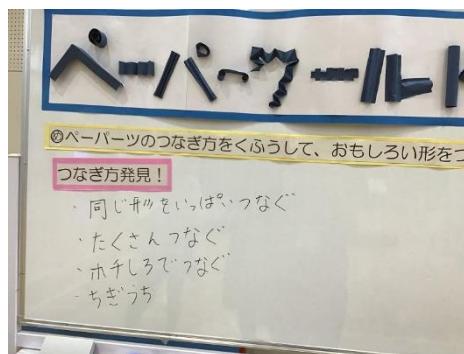 ペーパーワールド
めペーパーツのつなぎ方をくふうして、おもしろい形をつ
つなぎ方発見！
・同じ形をいっぱいつなぐ
・たくさんつなぐ
・ホチしろでつなぐ
・ちぎうち